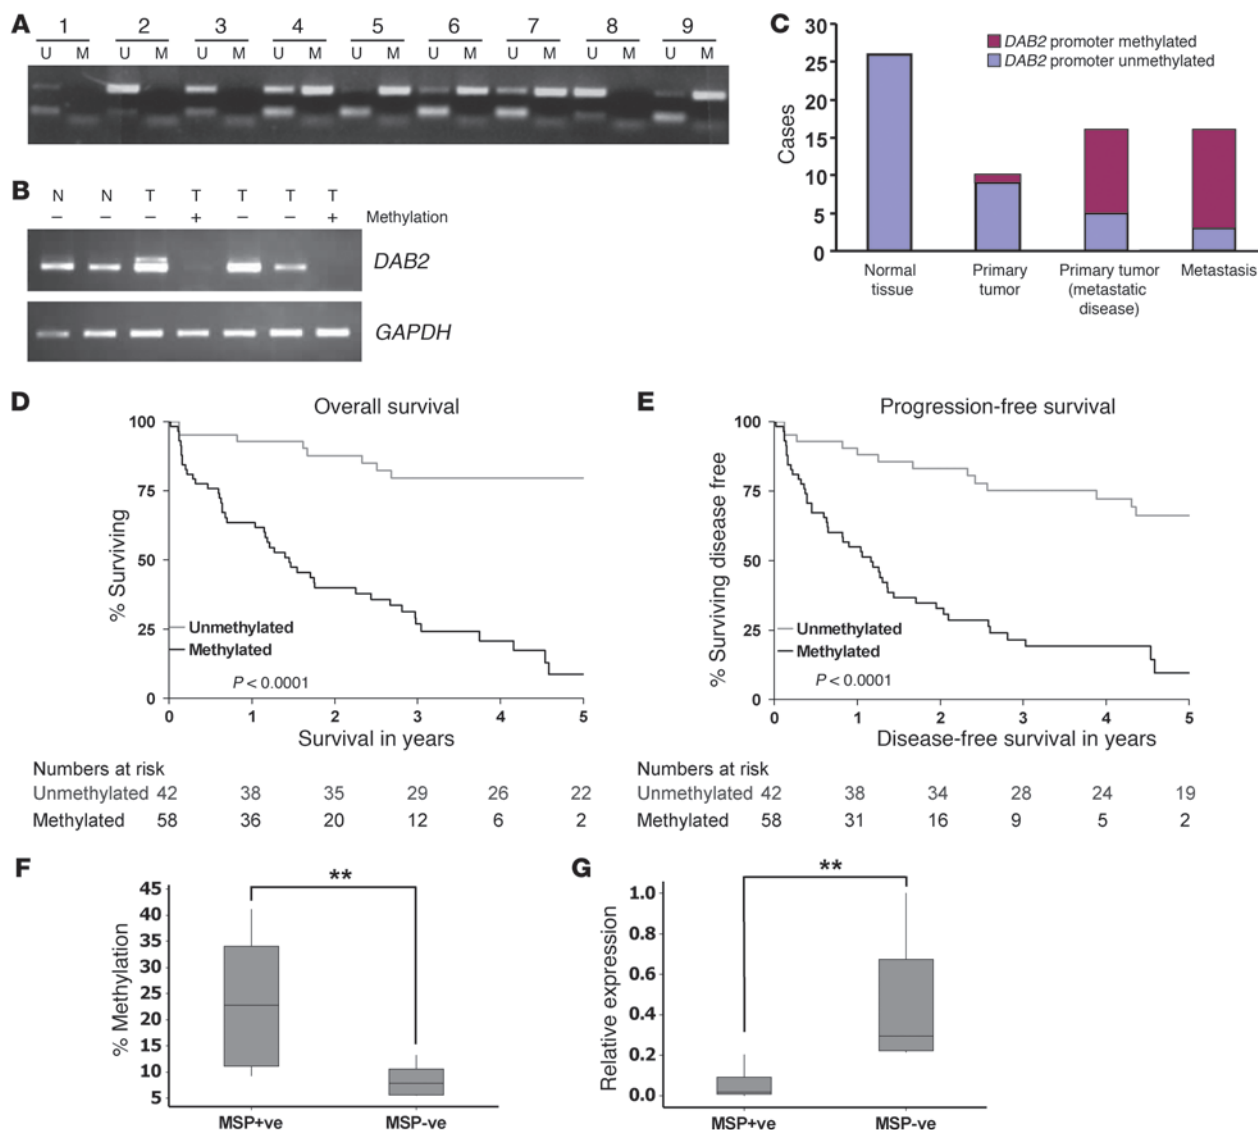 A
1 2 3 4 5 6 7 8 9
U M U M U M U M U M U M U M U M U M
B
N N T T T T T
– – – + – – + Methylation
DAB2
GAPDH
C
30
25
20
15
10
5
0
Cases
DAB2 promoter methylated
DAB2 promoter unmethylated
Normal tissue
Primary tumor
Primary tumor (metastatic disease)
Metastasis
D
Overall survival
100
75
50
25
0
% Surviving
Unmethylated
Methylated
P < 0.0001
0 1 2 3 4 5
Survival in years
Numbers at risk
Unmethylated 42 38 35 29 26 22
Methylated 58 36 20 12 6 2
E
Progression-free survival
100
75
50
25
0
% Surviving disease free
Unmethylated
Methylated
P < 0.0001
0 1 2 3 4 5
Disease-free survival in years
Numbers at risk
Unmethylated 42 38 34 28 24 19
Methylated 58 31 16 9 5 2
F
45
40
35
30
25
20
15
10
5
% Methylation
**
MSP+ve MSP-ve
G
1.0
0.8
0.6
0.4
0.2
0.0
Relative expression
**
MSP+ve MSP-ve